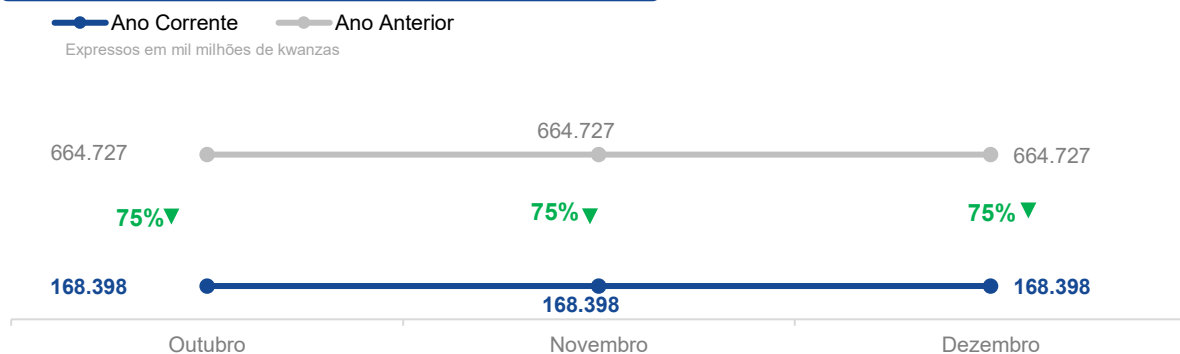 Ano Corrente Ano Anterior
Expressos em mil milhões de kwanzas
664.727
664.727 664.727
75%▼ 75%▼ 75%▼
168.398 168.398
168.398
Outubro Novembro Dezembro